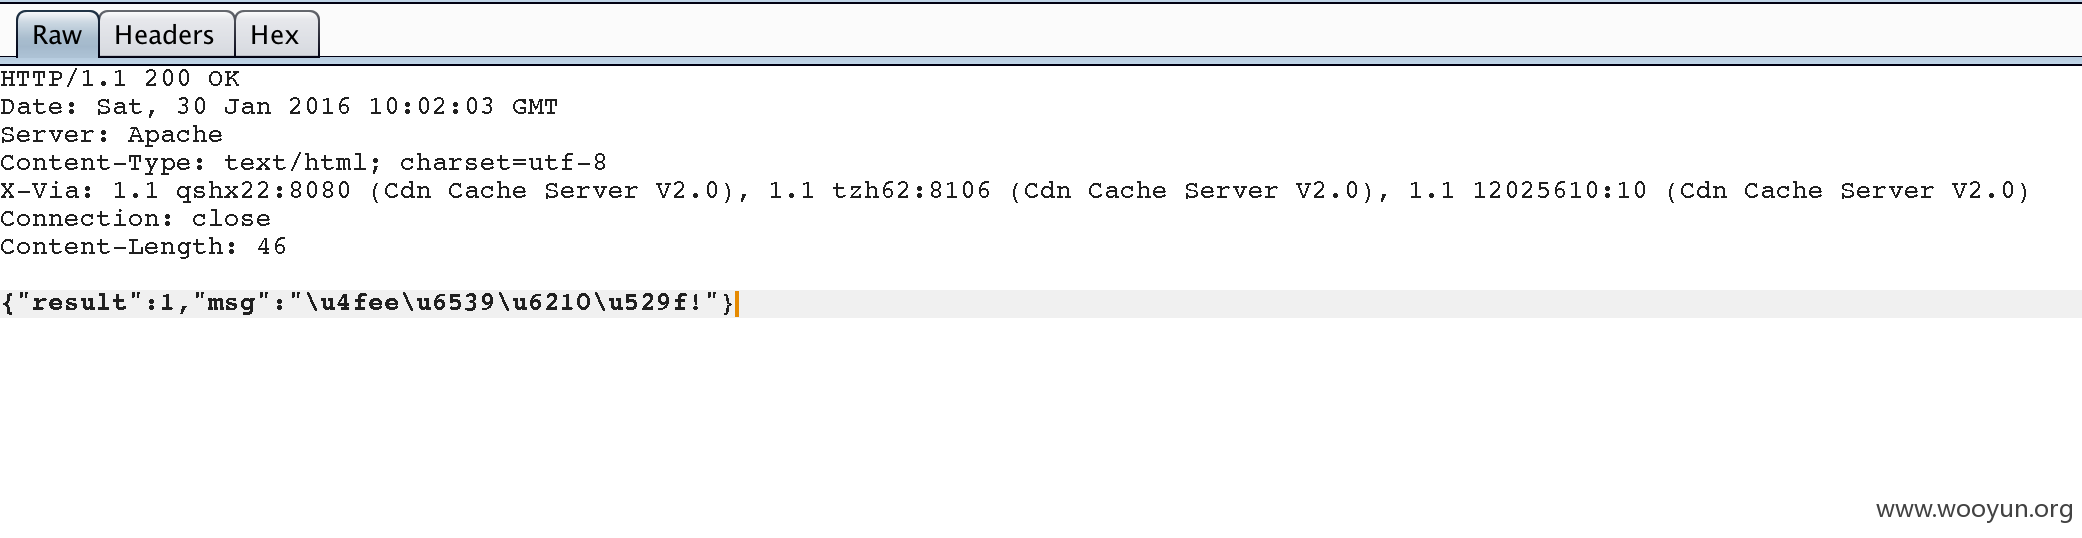 Raw Headers Hex
HTTP/1.1 200 OK
Date: Sat, 30 Jan 2016 10:02:03 GMT
Server: Apache
Content-Type: text/html; charset=utf-8
X-Via: 1.1 qshx22:8080 (Cdn Cache Server V2.0), 1.1 tzh62:8106 (Cdn Cache Server V2.0), 1.1 12025610:10 (Cdn Cache Server V2.0)
Connection: close
Content-Length: 46
{"result":1,"msg":"\u4fee\u6539\u6210\u529f!"}
www.wooyun.org